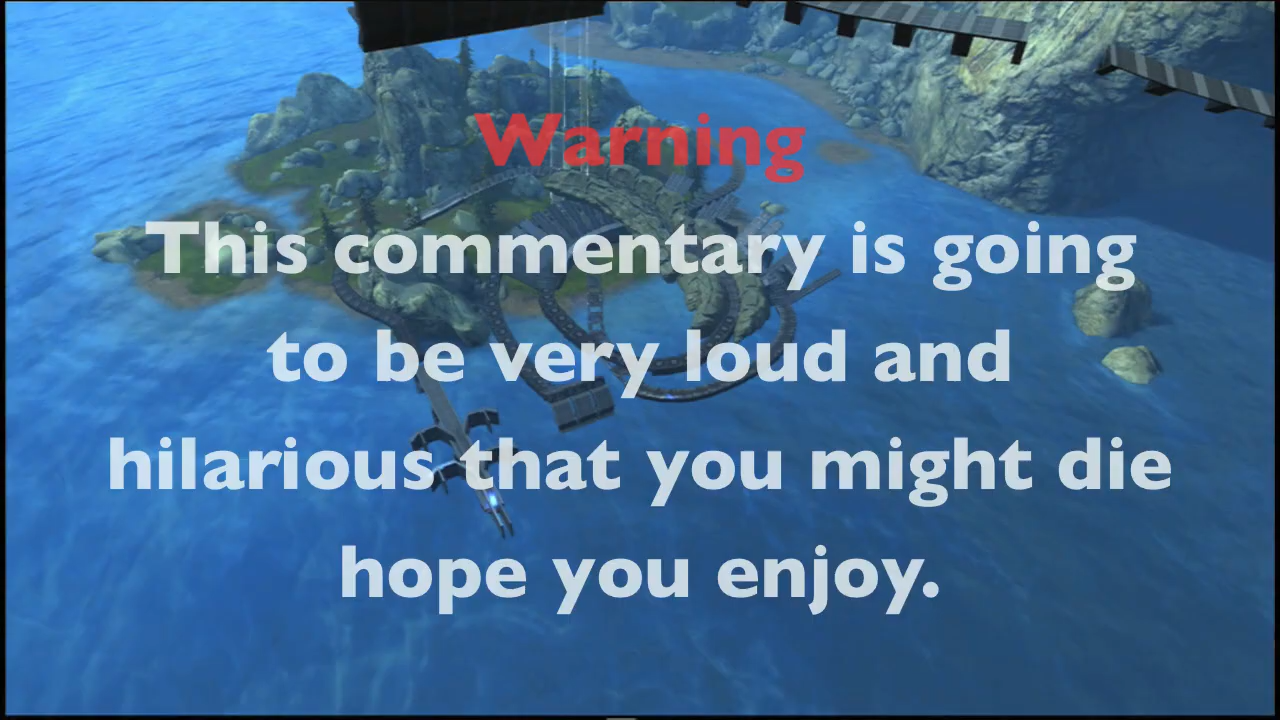 Warning
This commentary is going
to be very loud and
hilarious that you might die
hope you enjoy.